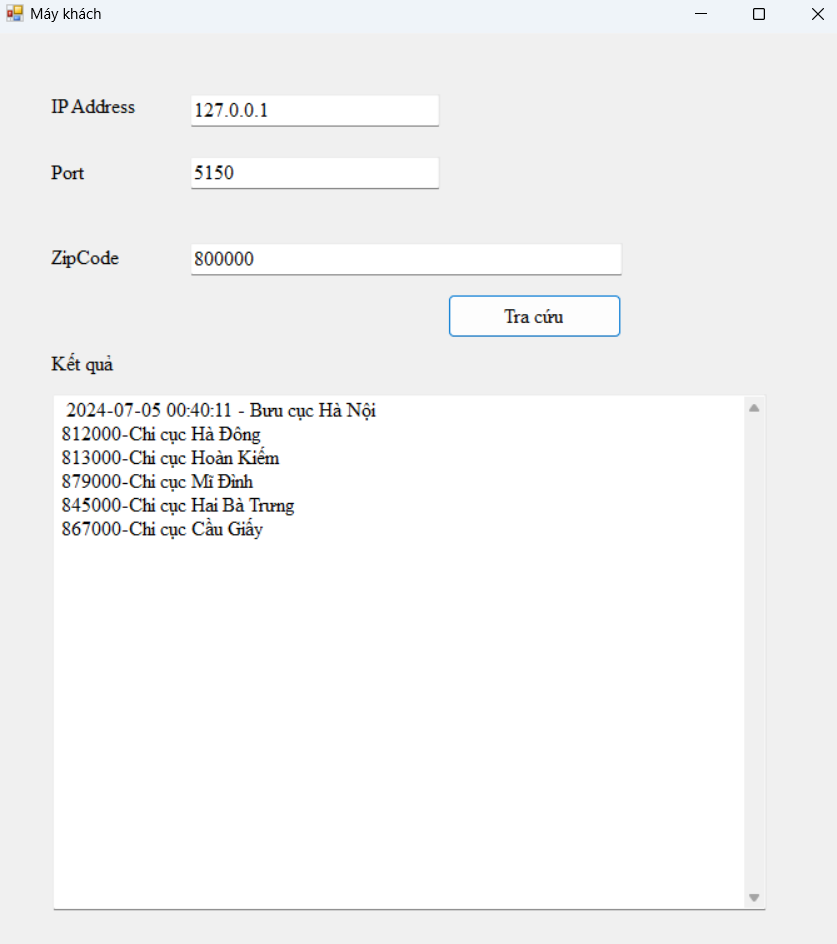 Máy khách
IP Address 127.0.0.1
Port 5150
ZipCode 800000
Tra cứu
Kết quả
2024-07-05 00:40:11 - Bưu cục Hà Nội
812000-Chi cục Hà Đông
813000-Chi cục Hoàn Kiếm
879000-Chi cục Mĩ Đình
845000-Chi cục Hai Bà Trưng
867000-Chi cục Cầu Giấy